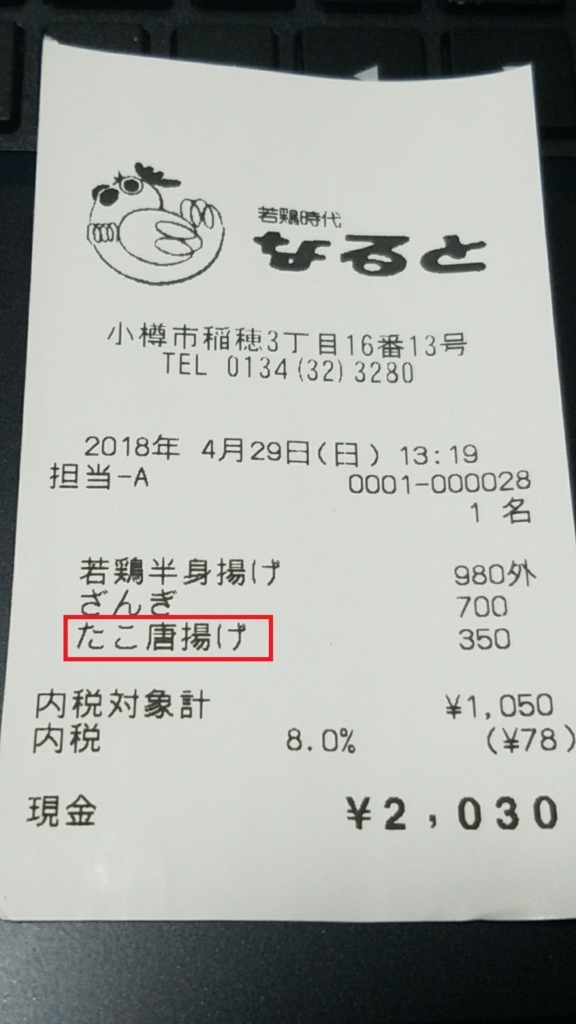 若鶏時代
なると
小樽市稲穂3丁目16番13号
TEL 0134(32)3280
2018年 4月29日(日) 13:19
担当-A 0001-000028
1 名
若鶏半身揚げ 980外
ざんぎ 700
たこ唐揚げ 350
内税対象計 ¥1,050
内税 8.0% (¥78)
現金 ¥2,030